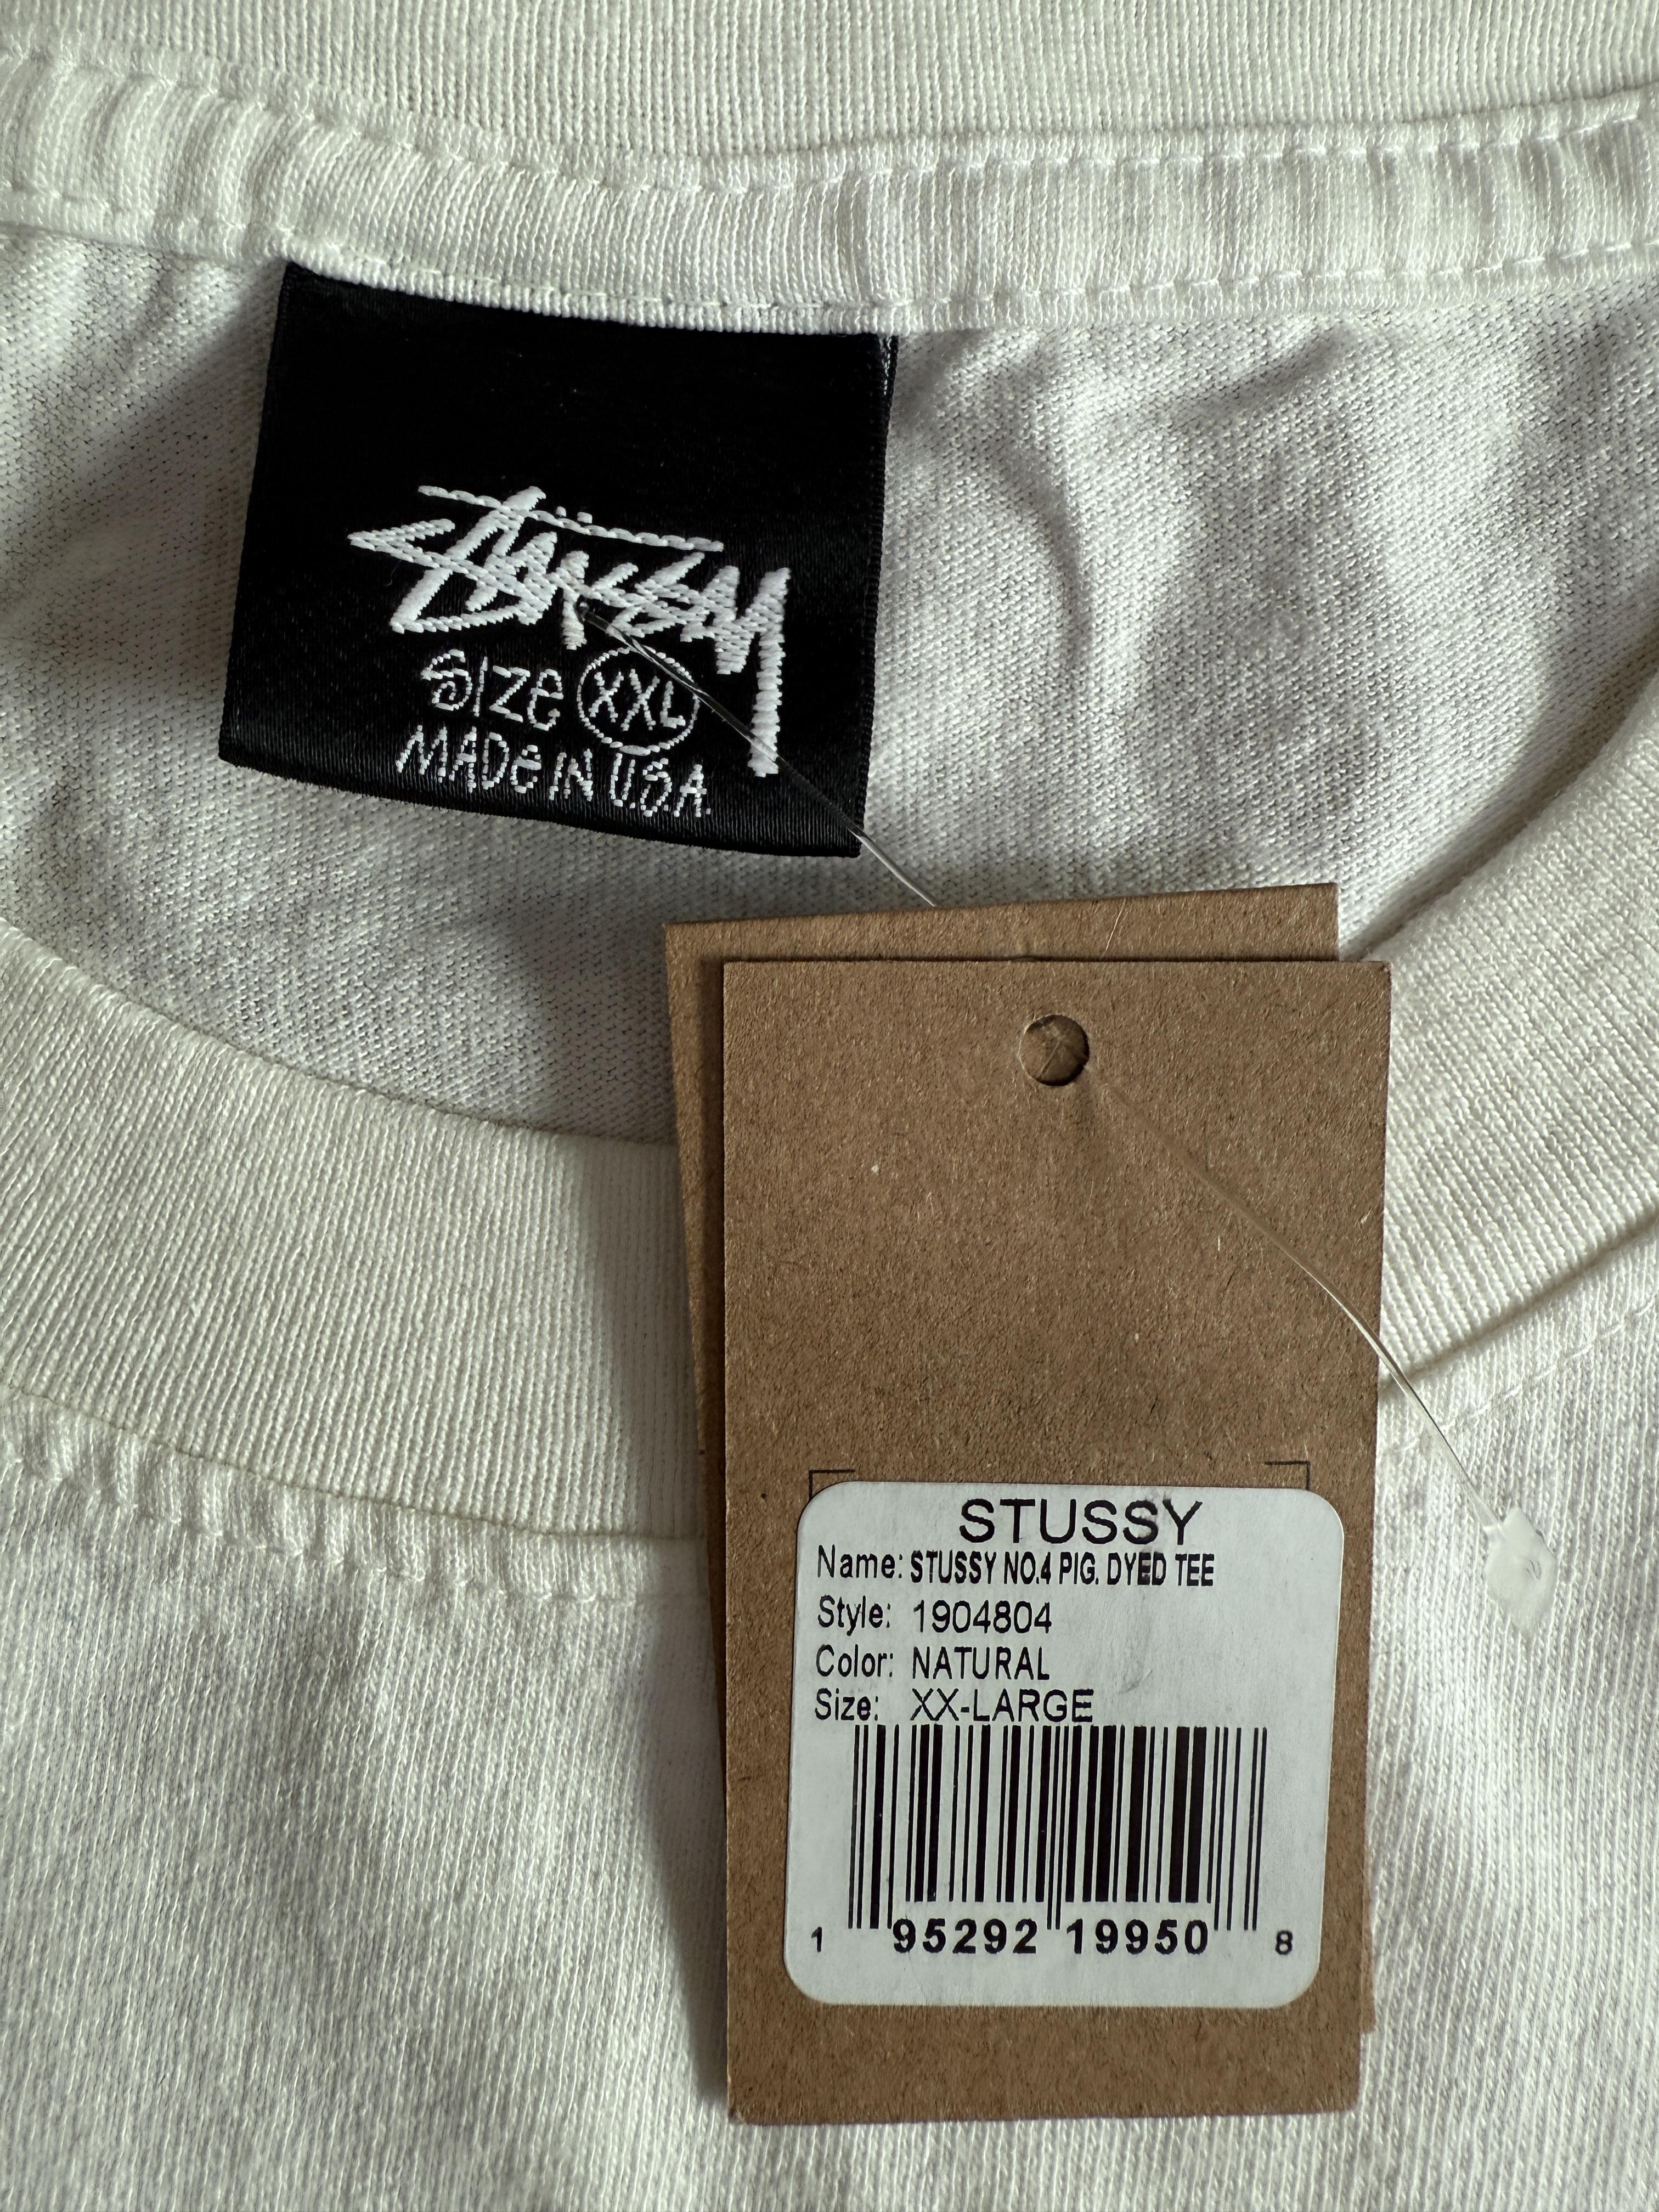 Stüssy
SIZE XXL
MADE IN U.S.A.
STUSSY
Name: STUSSY NO.4 PIG. DYED TEE
Style: 1904804
Color: NATURAL
Size: XX-LARGE
1 95292 19950 8